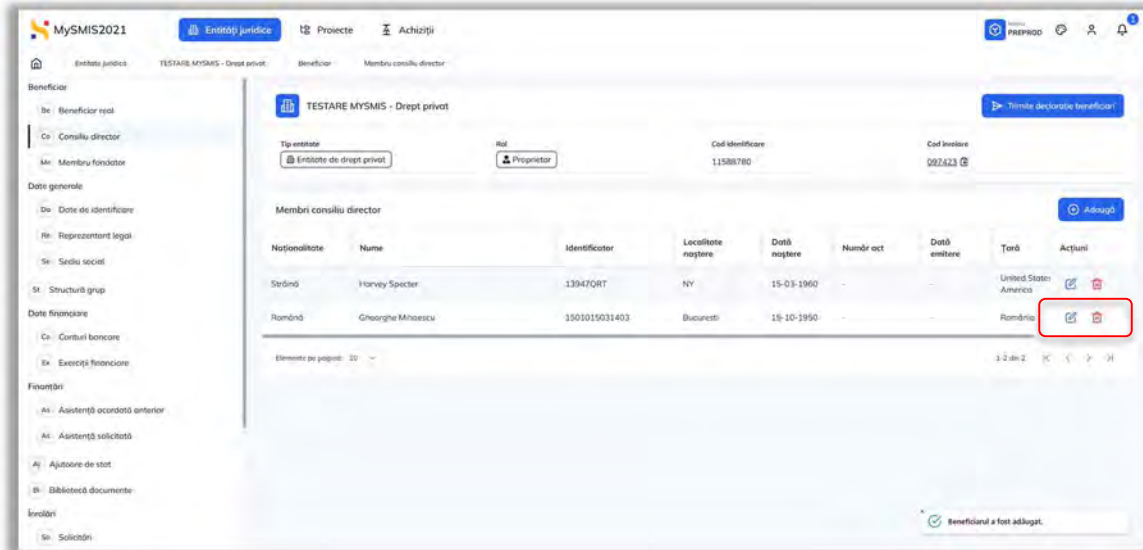 MySMIS2021
Entități juridice
Proiecte
Achiziții
PREPROD
1
Entitate juridică
TESTARE MYSMIS - Drept privat
Beneficiar
Membru consiliu director
Beneficiar
Be Beneficiar real
Co Consiliu director
Me Membru fondator
Date generale
Da Date de identificare
Re Reprezentant legal
Se Sediu social
St Structură grup
Date financiare
Co Conturi bancare
Ex Exerciții financiare
Finanțări
As Asistență acordată anterior
As Asistență solicitată
Aj Ajutoare de stat
Bi Bibliotecă documente
Înrolări
So Solicitări
TESTARE MYSMIS - Drept privat
Trimite declarație beneficiari
Tip entitate
Rol
Cod identificare
Cod înrolare
Entitate de drept privat
Proprietar
11588780
097423
Membri consiliu director
Adaugă
Naționalitate Nume Identificator Localitate naștere Dată naștere Număr act Dată emitere Țară Acțiuni
Străină Harvey Specter 13947QRT NY 15-03-1960 - - United States America
Română Gheorghe Mihaescu 1501015031403 Bucuresti 15-10-1950 - - România
Elemente pe pagină: 20
1-2 din 2
Beneficiarul a fost adăugat.